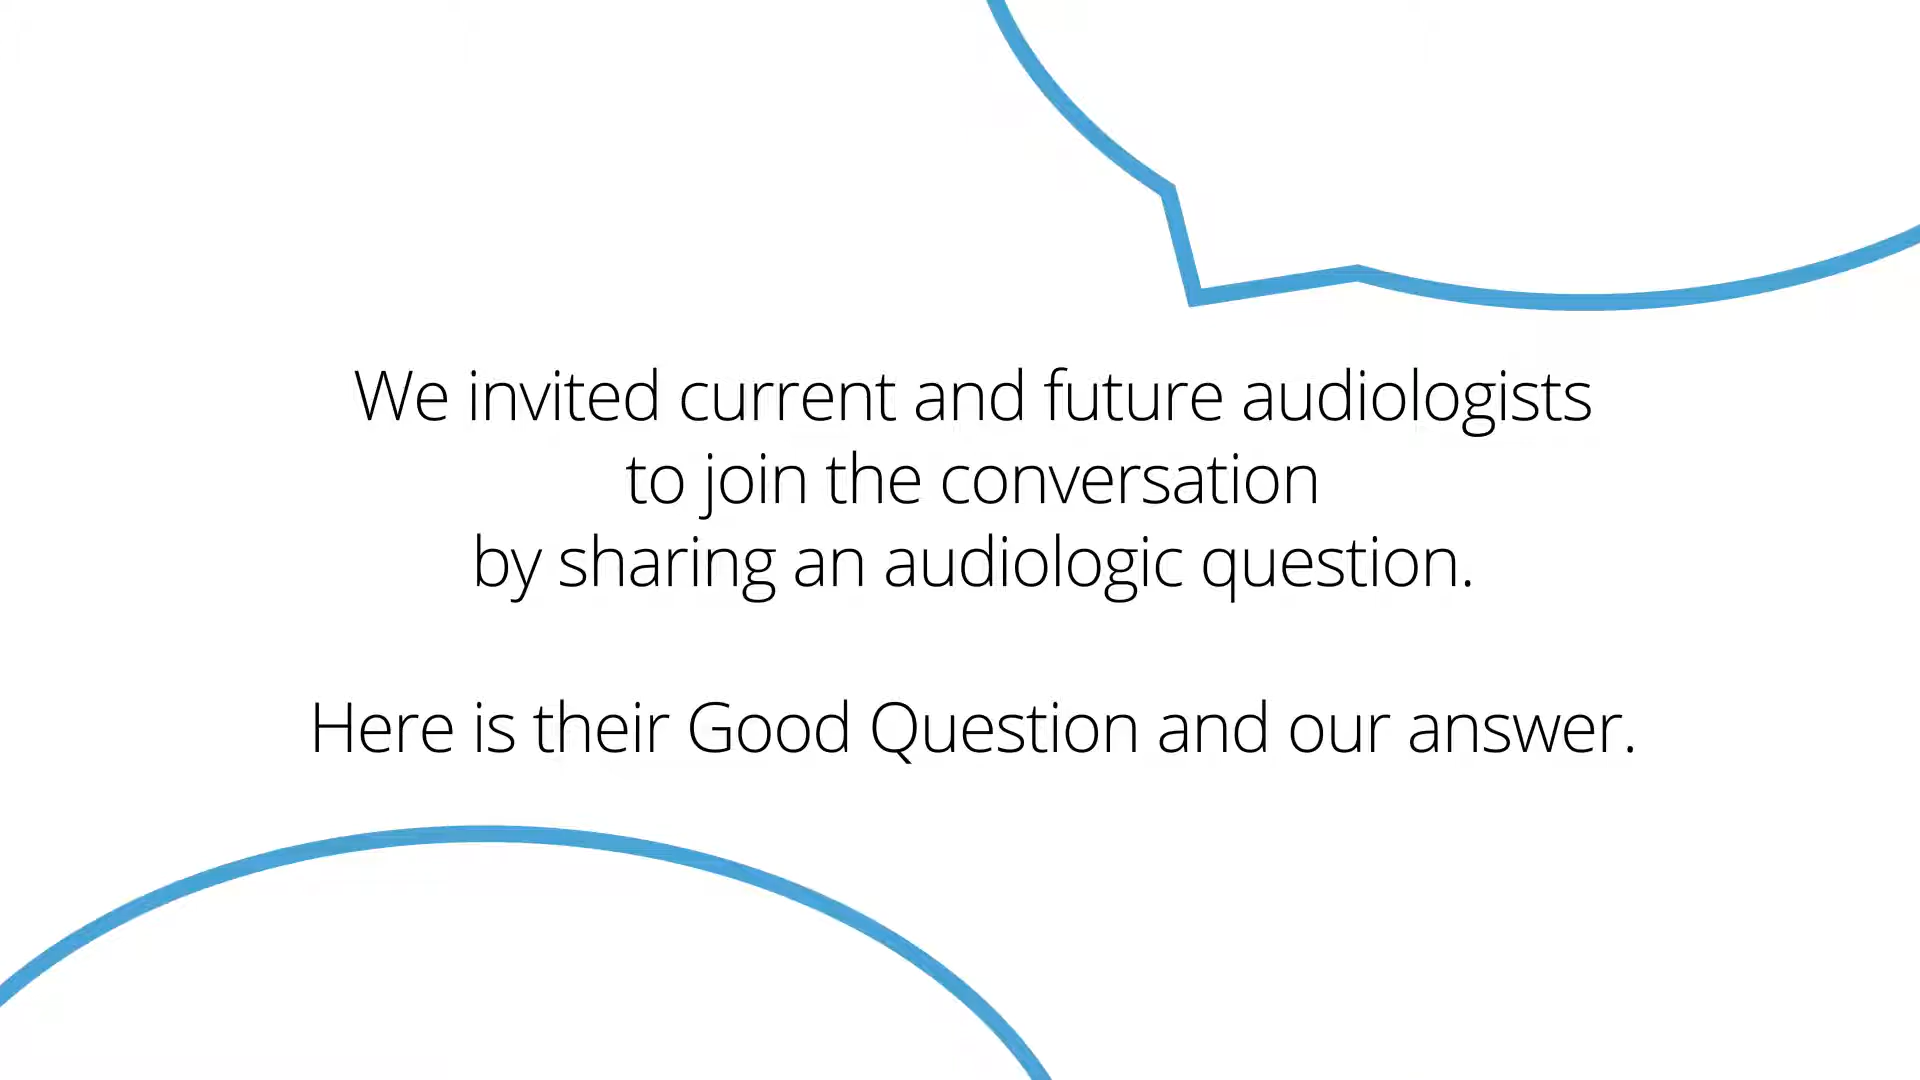 We invited current and future audiologists
to join the conversation
by sharing an audiologic question.
Here is their Good Question and our answer.